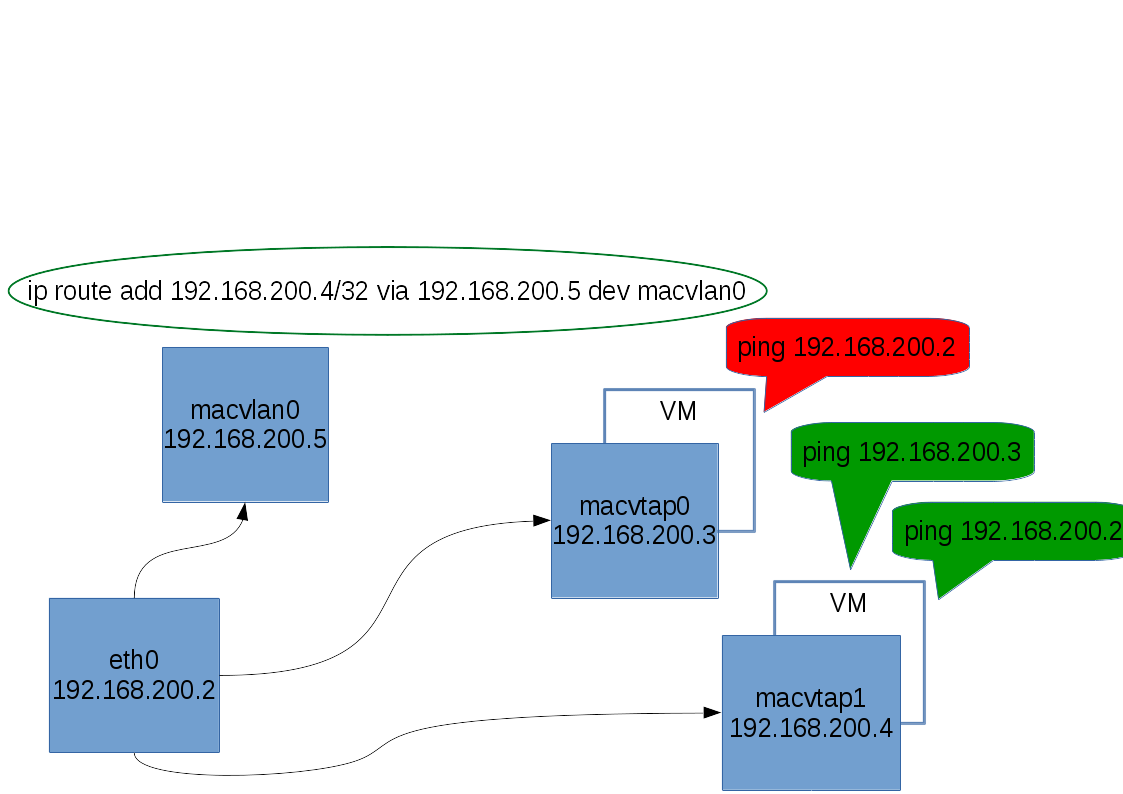 ip route add 192.168.200.4/32 via 192.168.200.5 dev macvlan0
ping 192.168.200.2
macvlan0
192.168.200.5
VM
ping 192.168.200.3
macvtap0
192.168.200.3
ping 192.168.200.2
VM
eth0
192.168.200.2
macvtap1
192.168.200.4